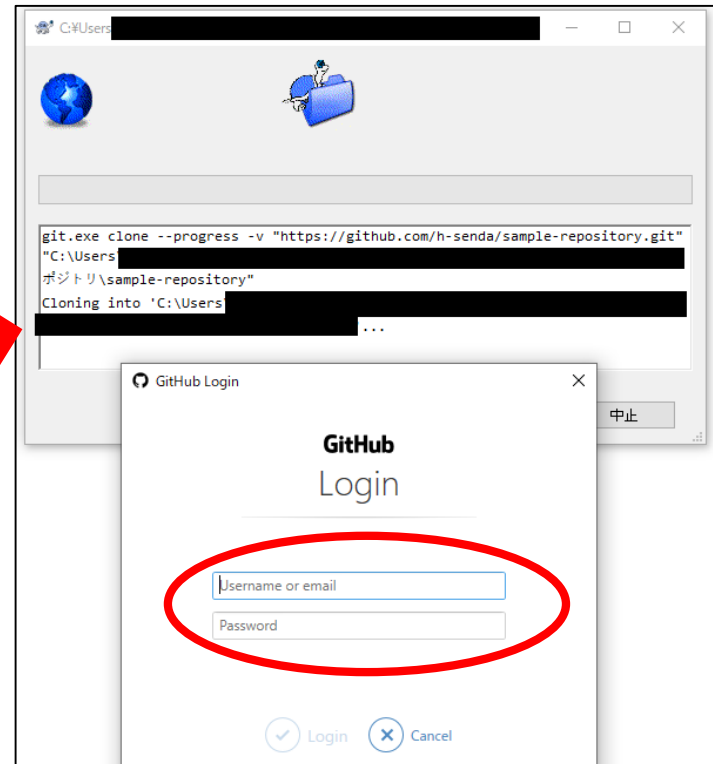 C:¥Users
git.exe clone --progress -v "https://github.com/h-senda/sample-repository.git"
"C:\Users
ポジトリ\sample-repository"
Cloning into 'C:\Users
...
GitHub Login
中止
GitHub
Login
Username or email
Password
Login Cancel